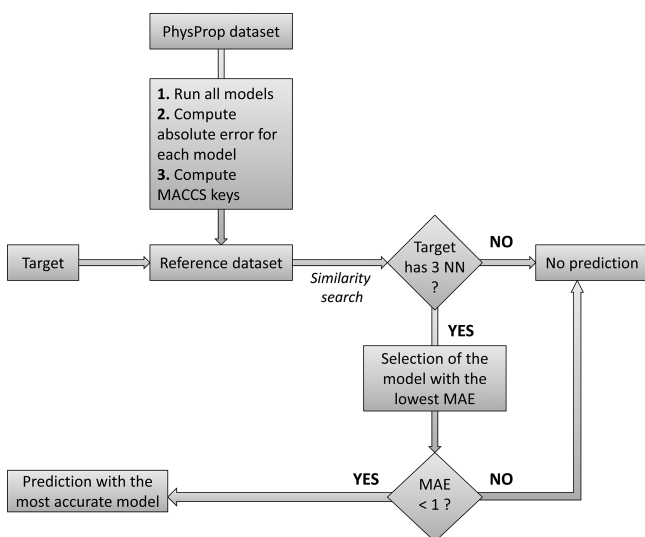 PhysProp dataset
1. Run all models
2. Compute
absolute error for
each model
3. Compute
MACCS keys
Target
Reference dataset
Similarity
search
Target
has 3 NN
?
NO
No prediction
YES
Selection of the
model with the
lowest MAE
Prediction with the
most accurate model
YES
MAE
< 1 ?
NO